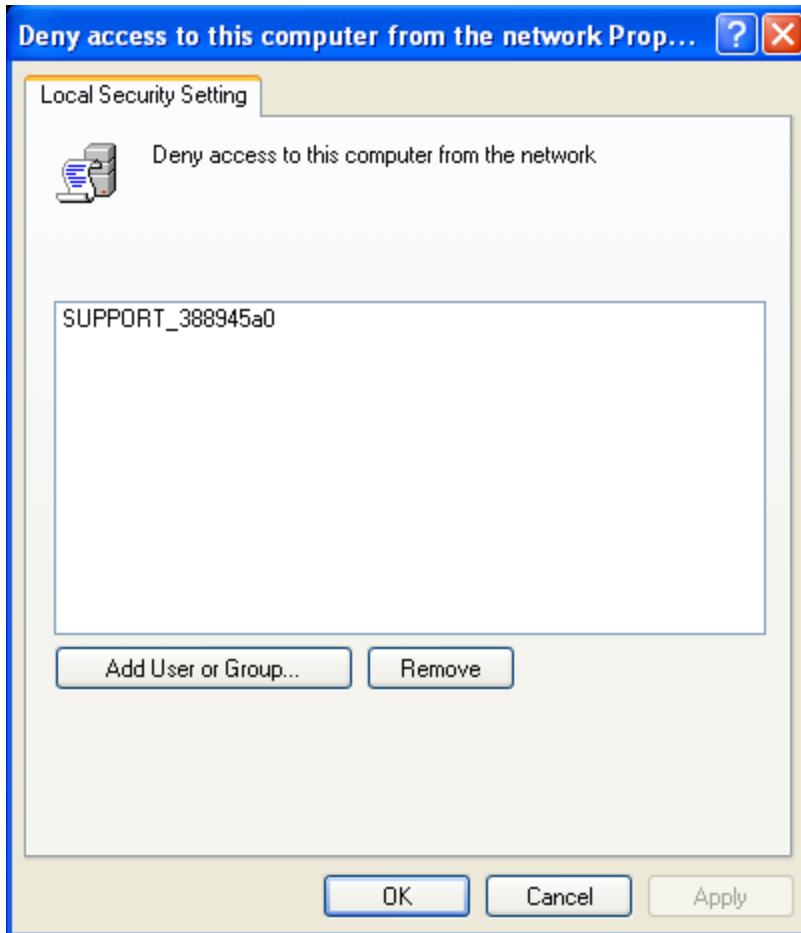 Deny access to this computer from the network Prop...
Local Security Setting
Deny access to this computer from the network
SUPPORT_388945a0
Add User or Group...
Remove
OK
Cancel
Apply